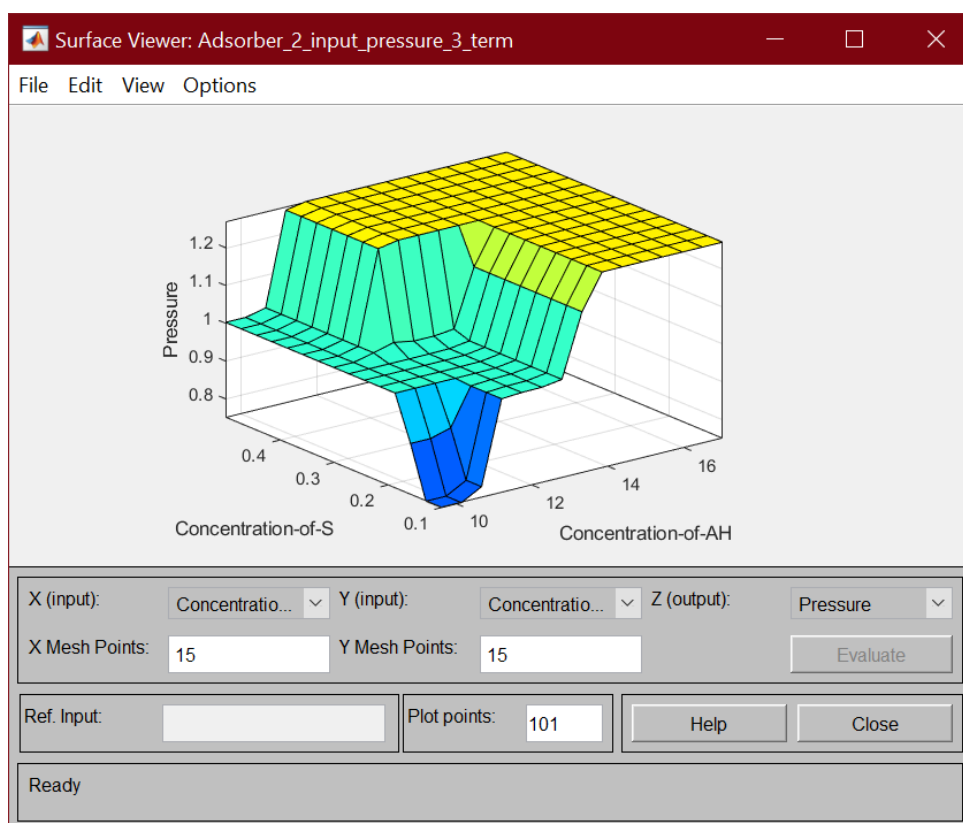 Surface Viewer: Adsorber_2_input_pressure_3_term
File Edit View Options
1.2
1.1
1
0.9
0.8
Pressure
0.4
0.3
0.2
0.1
Concentration-of-S
10
12
14
16
Concentration-of-AH
X (input): Concentratio... Y (input): Concentratio... Z (output): Pressure
X Mesh Points: 15 Y Mesh Points: 15 Evaluate
Ref. Input: Plot points: 101 Help Close
Ready